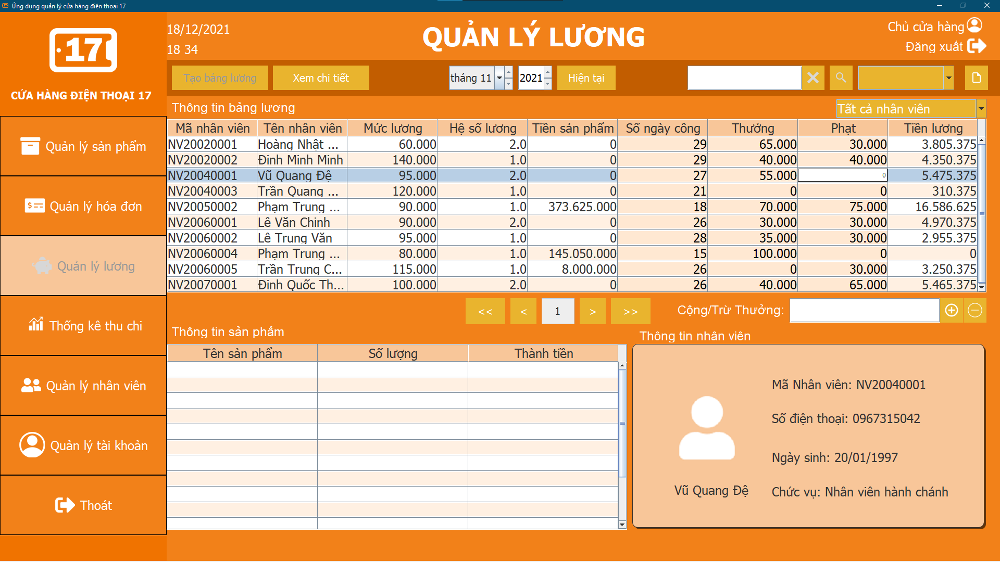 Ứng dụng quản lý cửa hàng điện thoại 17
17
CỬA HÀNG ĐIỆN THOẠI 17
18/12/2021
18 34
QUẢN LÝ LƯƠNG
Chủ cửa hàng
Đăng xuất
Tạo bảng lương
Xem chi tiết
tháng 11
2021
Hiện tại
Quản lý sản phẩm
Quản lý hóa đơn
Quản lý lương
Thống kê thu chi
Quản lý nhân viên
Quản lý tài khoản
Thoát
Thông tin bảng lương
Tất cả nhân viên
Mã nhân viên Tên nhân viên Mức lương Hệ số lương Tiền sản phẩm Số ngày công Thưởng Phạt Tiền lương
NV20020001 Hoàng Nhật ... 60.000 2.0 0 29 65.000 30.000 3.805.375
NV20020002 Đinh Minh Minh 140.000 1.0 0 29 40.000 40.000 4.350.375
NV20040001 Vũ Quang Đệ 95.000 2.0 0 27 55.000 0 5.475.375
NV20040003 Trần Quang ... 120.000 1.0 0 21 0 0 310.375
NV20050002 Phạm Trung ... 90.000 1.0 373.625.000 18 70.000 75.000 16.586.625
NV20060001 Lê Văn Chinh 90.000 2.0 0 26 30.000 30.000 4.970.375
NV20060002 Lê Trung Văn 95.000 1.0 0 28 35.000 30.000 2.955.375
NV20060004 Phạm Trung ... 80.000 1.0 145.050.000 15 100.000 0 0
NV20060005 Trần Trung C... 115.000 1.0 8.000.000 26 0 30.000 3.250.375
NV20070001 Đinh Quốc Th... 100.000 2.0 0 26 40.000 65.000 5.465.375
<< < 1 > >>
Cộng/Trừ Thưởng:
Thông tin sản phẩm
Tên sản phẩm Số lượng Thành tiền
Thông tin nhân viên
Mã Nhân viên: NV20040001
Số điện thoại: 0967315042
Ngày sinh: 20/01/1997
Vũ Quang Đệ
Chức vụ: Nhân viên hành chánh